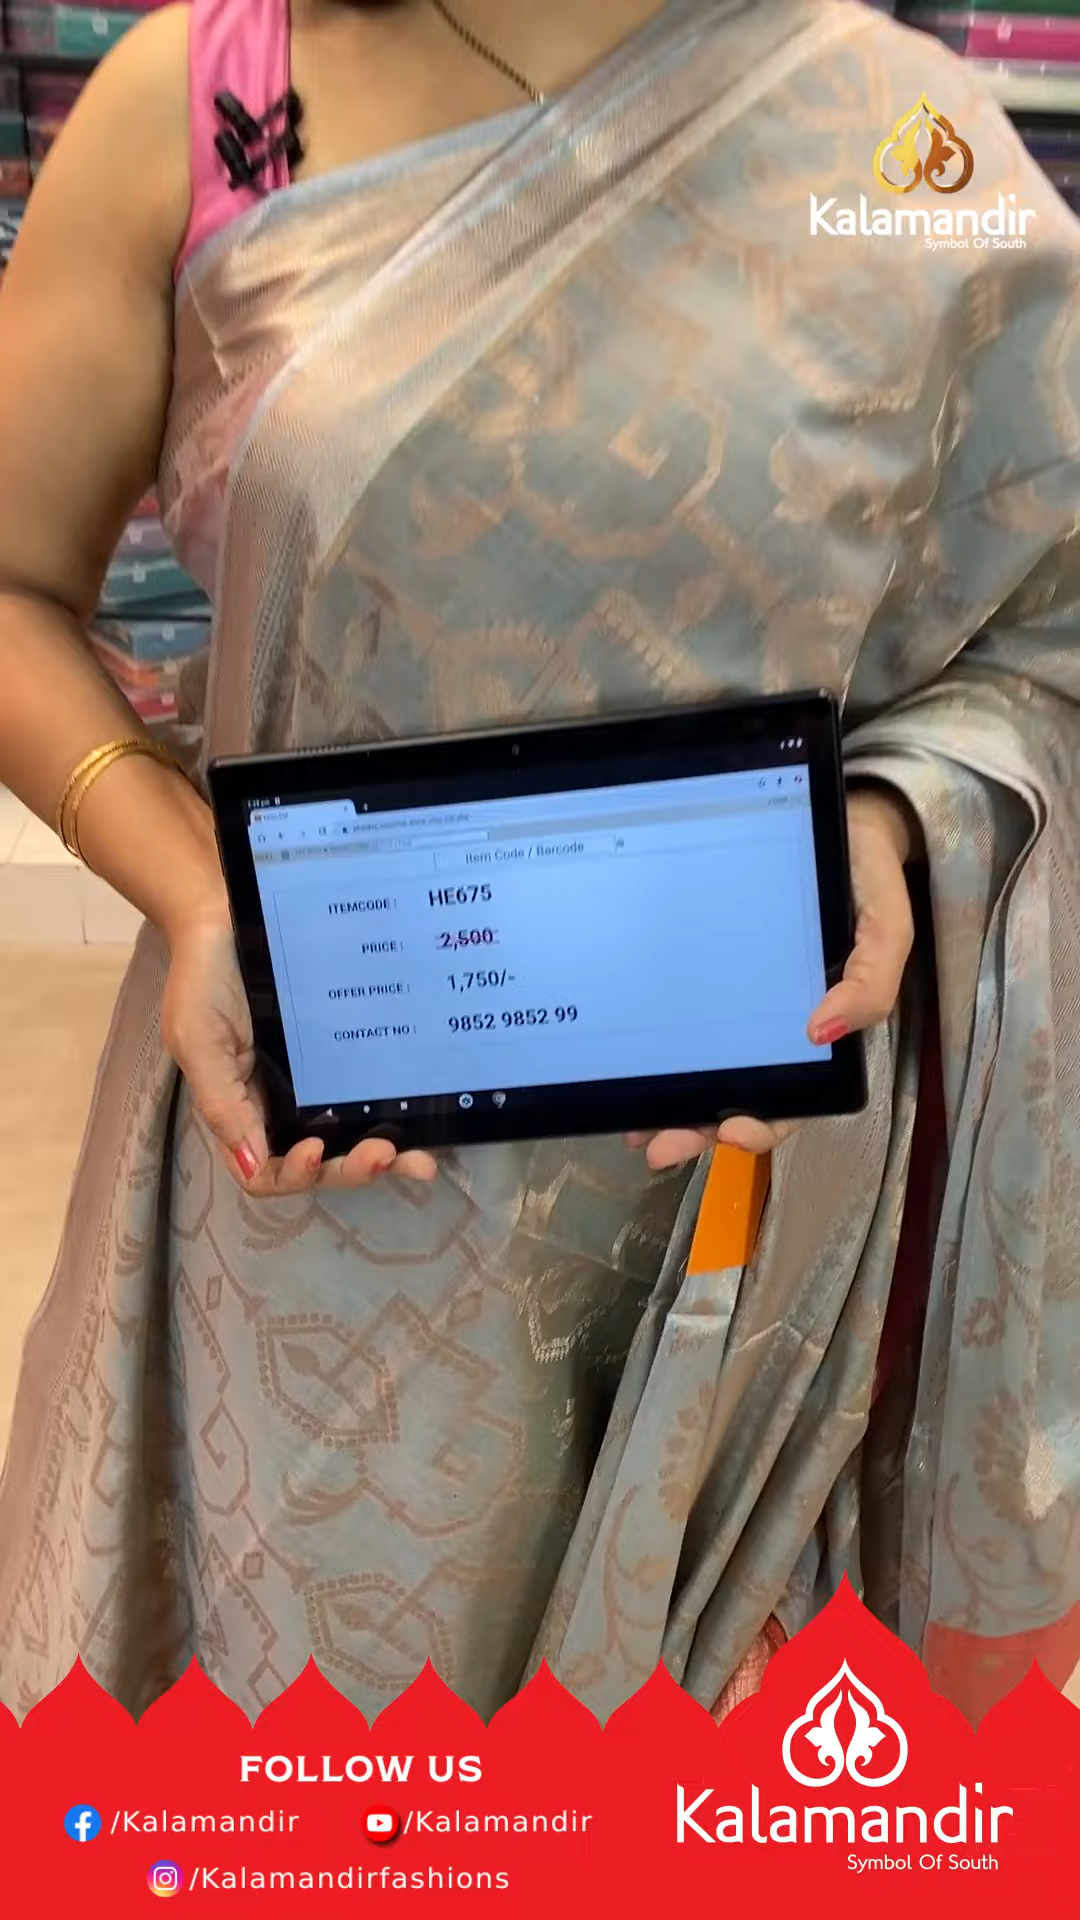 Kalamandir
Symbol Of South
Item Code / Barcode
ITEMCODE : HE675
PRICE : 2,500
OFFER PRICE : 1,750/-
CONTACT NO : 9852 9852 99
FOLLOW US
/Kalamandir
/Kalamandir
/Kalamandirfashions
Kalamandir
Symbol Of South